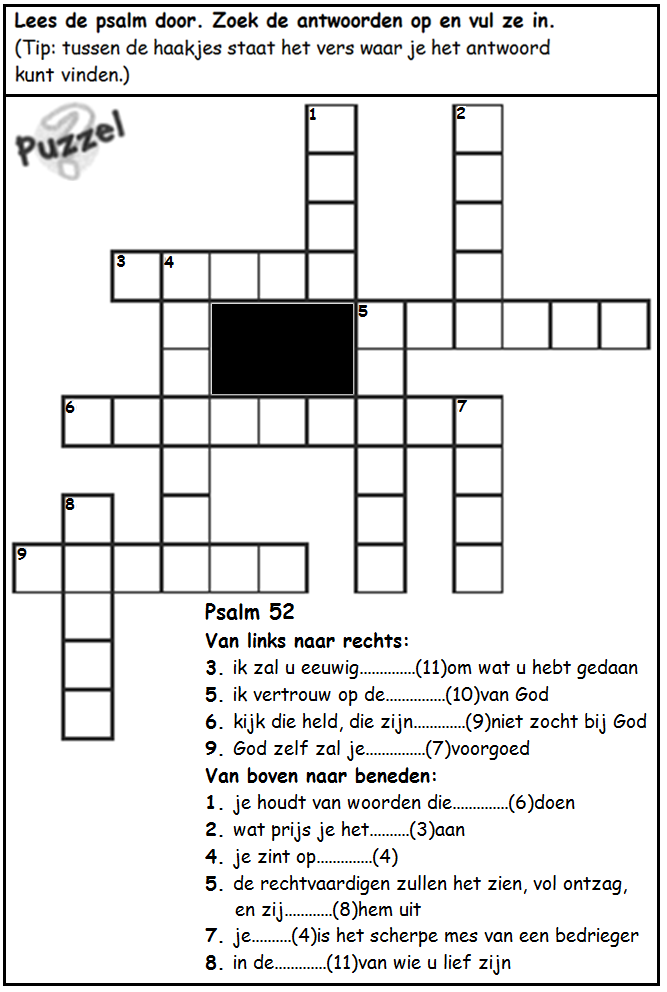 Lees de psalm door. Zoek de antwoorden op en vul ze in.
(Tip: tussen de haakjes staat het vers waar je het antwoord
kunt vinden.)
Puzzel
1
2
3
4
5
6
7
8
9
Psalm 52
Van links naar rechts:
3. ik zal u eeuwig..............(11)om wat u hebt gedaan
5. ik vertrouw op de...............(10)van God
6. kijk die held, die zijn.............(9)niet zocht bij God
9. God zelf zal je...............(7)voorgoed
Van boven naar beneden:
1. je houdt van woorden die..............(6)doen
2. wat prijs je het..........(3)aan
4. je zint op..............(4)
5. de rechtvaardigen zullen het zien, vol ontzag,
en zij............(8)hem uit
7. je..........(4)is het scherpe mes van een bedrieger
8. in de.............(11)van wie u lief zijn